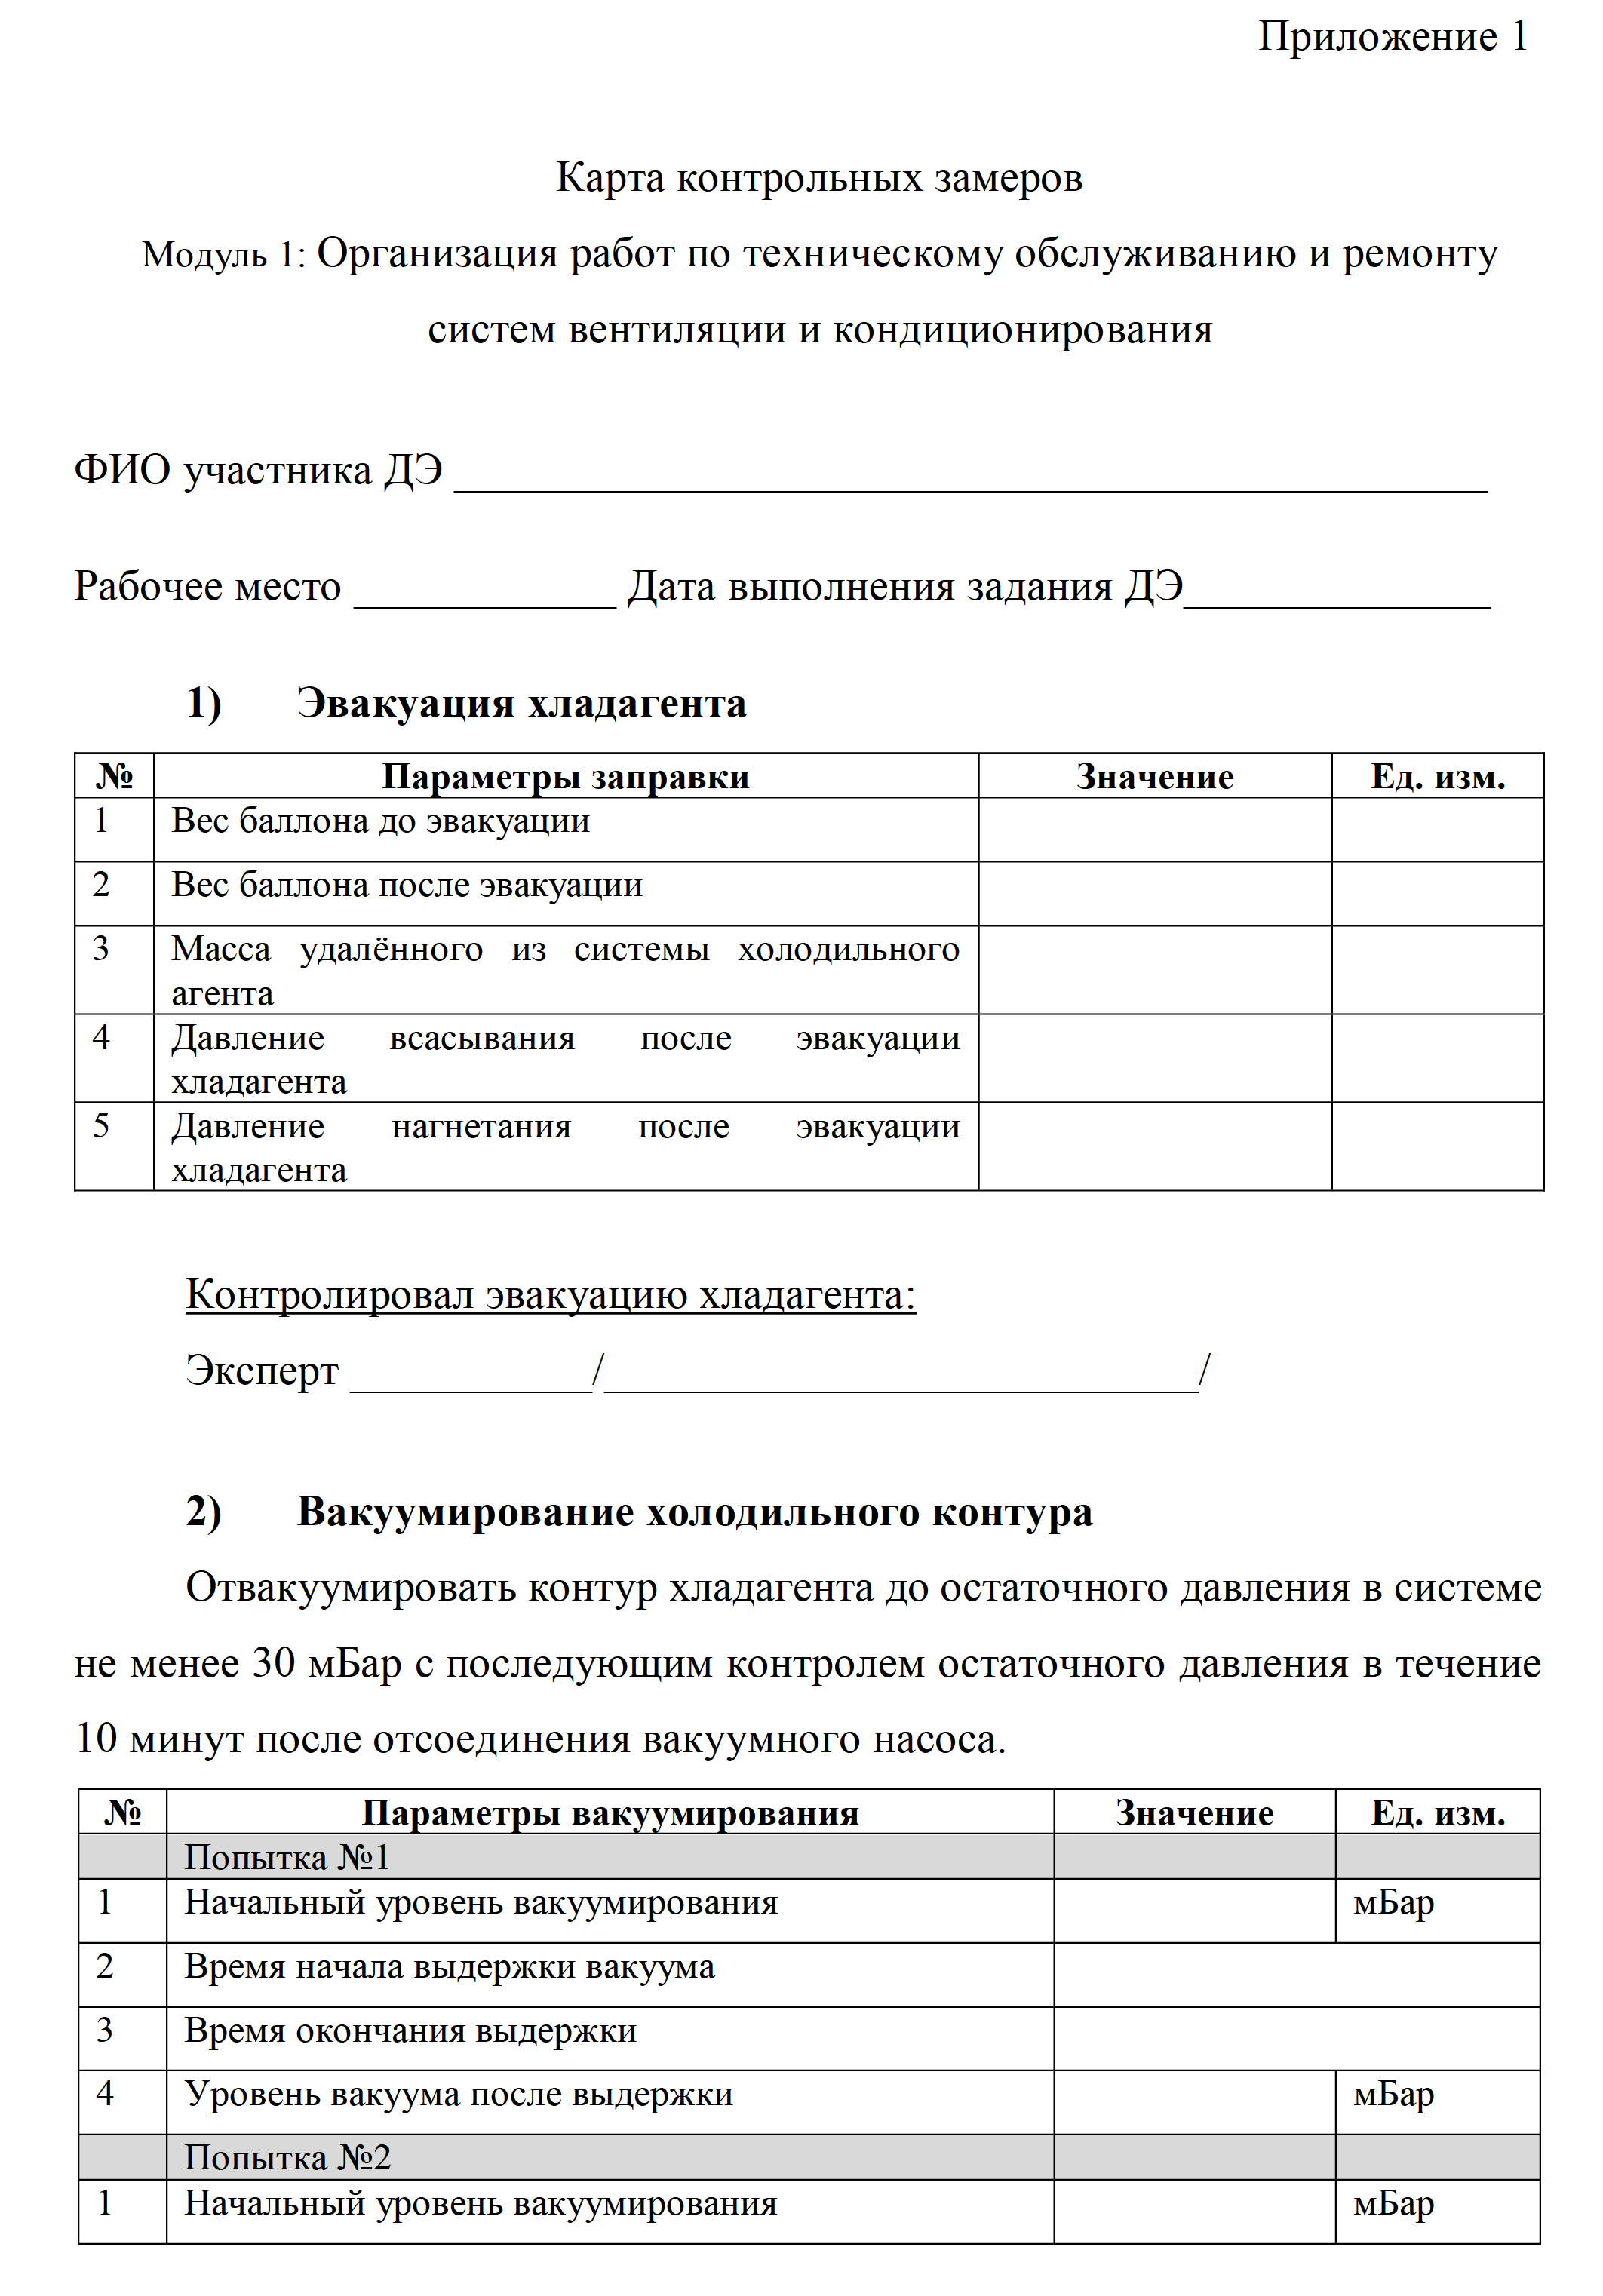 Приложение 1
Карта контрольных замеров
Модуль 1: Организация работ по техническому обслуживанию и ремонту
систем вентиляции и кондиционирования
ФИО участника ДЭ _______________________________________________
Рабочее место ____________ Дата выполнения задания ДЭ______________
1) Эвакуация хладагента
№ Параметры заправки Значение Ед. изм.
1 Вес баллона до эвакуации
2 Вес баллона после эвакуации
3 Масса удалённого из системы холодильного
агента
4 Давление всасывания после эвакуации
хладагента
5 Давление нагнетания после эвакуации
хладагента
Контролировал эвакуацию хладагента:
Эксперт ___________/___________________________/
2) Вакуумирование холодильного контура
Отвакуумировать контур хладагента до остаточного давления в системе
не менее 30 мБар с последующим контролем остаточного давления в течение
10 минут после отсоединения вакуумного насоса.
№ Параметры вакуумирования Значение Ед. изм.
Попытка №1
1 Начальный уровень вакуумирования мБар
2 Время начала выдержки вакуума
3 Время окончания выдержки
4 Уровень вакуума после выдержки мБар
Попытка №2
1 Начальный уровень вакуумирования мБар